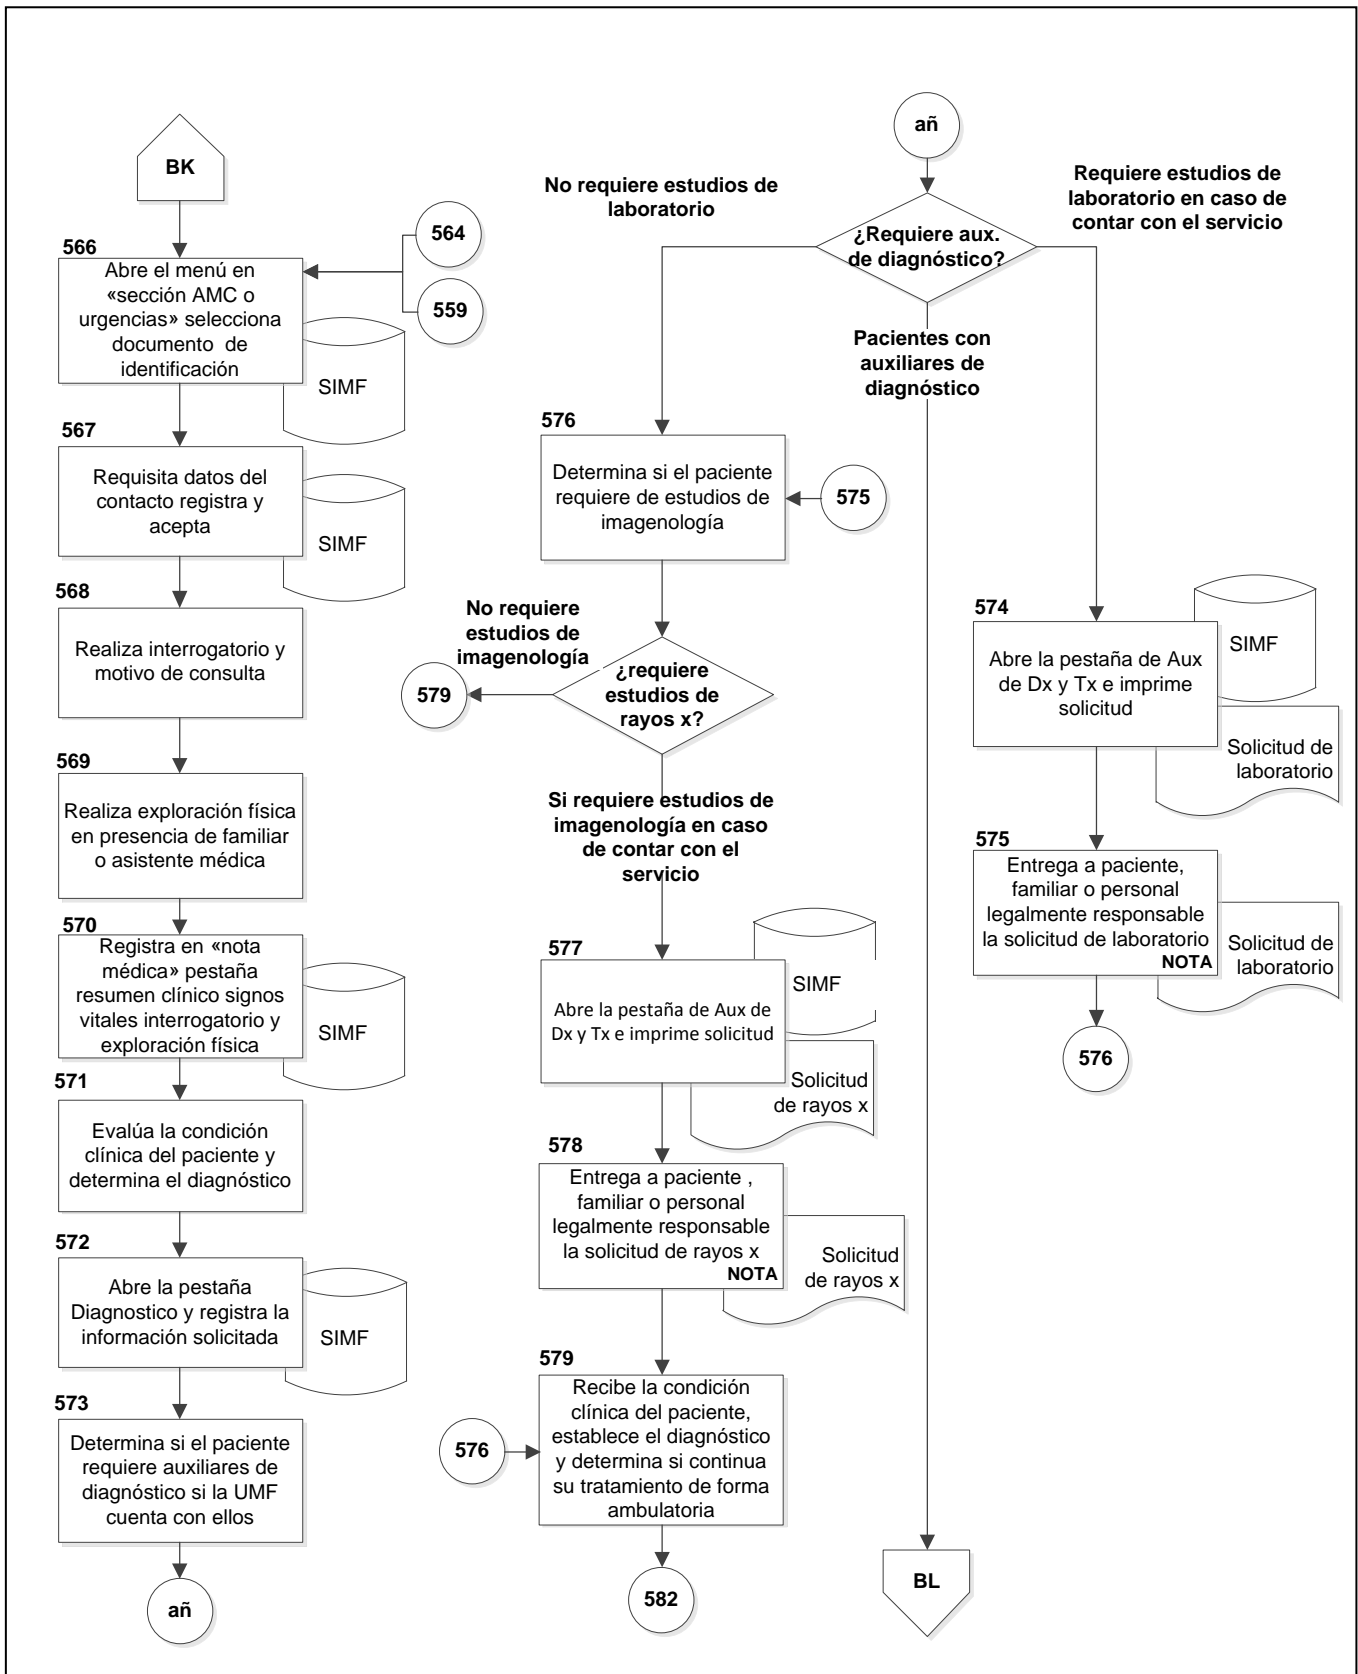 BK
564
559
566
Abre el menú en
«sección AMC o
urgencias» selecciona
documento de
identificación
SIMF
567
Requisita datos del
contacto registra y
acepta
SIMF
568
Realiza interrogatorio y
motivo de consulta
569
Realiza exploración física
en presencia de familiar
o asistente médica
570
Registra en «nota
médica» pestaña
resumen clínico signos
vitales interrogatorio y
exploración física
SIMF
571
Evalúa la condición
clínica del paciente y
determina el diagnóstico
572
Abre la pestaña
Diagnostico y registra la
información solicitada
SIMF
573
Determina si el paciente
requiere auxiliares de
diagnóstico si la UMF
cuenta con ellos
añ
añ
¿Requiere aux.
de diagnóstico?
No requiere estudios de
laboratorio
Pacientes con
auxiliares de
diagnóstico
Requiere estudios de
laboratorio en caso de
contar con el servicio
576
Determina si el paciente
requiere de estudios de
imagenología
575
No requiere
estudios de
imagenología
579
¿requiere
estudios de
rayos x?
Si requiere estudios de
imagenología en caso
de contar con el
servicio
577
Abre la pestaña de Aux de
Dx y Tx e imprime solicitud
SIMF
Solicitud
de rayos x
578
Entrega a paciente ,
familiar o personal
legalmente responsable
la solicitud de rayos x
NOTA
Solicitud
de rayos x
579
Recibe la condición
clínica del paciente,
establece el diagnóstico
y determina si continua
su tratamiento de forma
ambulatoria
576
582
BL
574
Abre la pestaña de Aux
de Dx y Tx e imprime
solicitud
SIMF
Solicitud de
laboratorio
575
Entrega a paciente,
familiar o personal
legalmente responsable
la solicitud de laboratorio
NOTA
Solicitud de
laboratorio
576